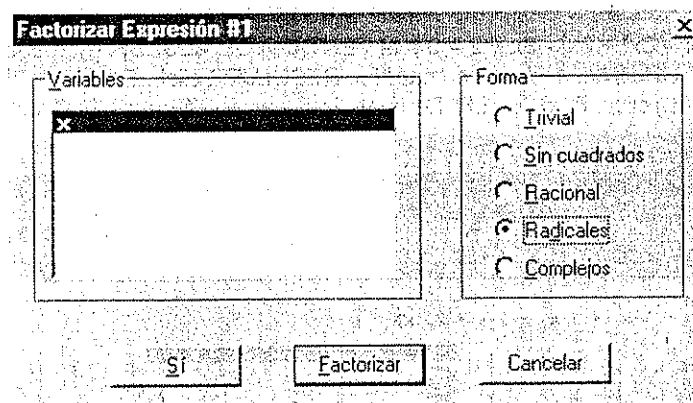 Factorizar Expresión #1
Variables
x
Forma
Trivial
Sin cuadrados
Racional
Radicales
Complejos
Sí
Factorizar
Cancelar